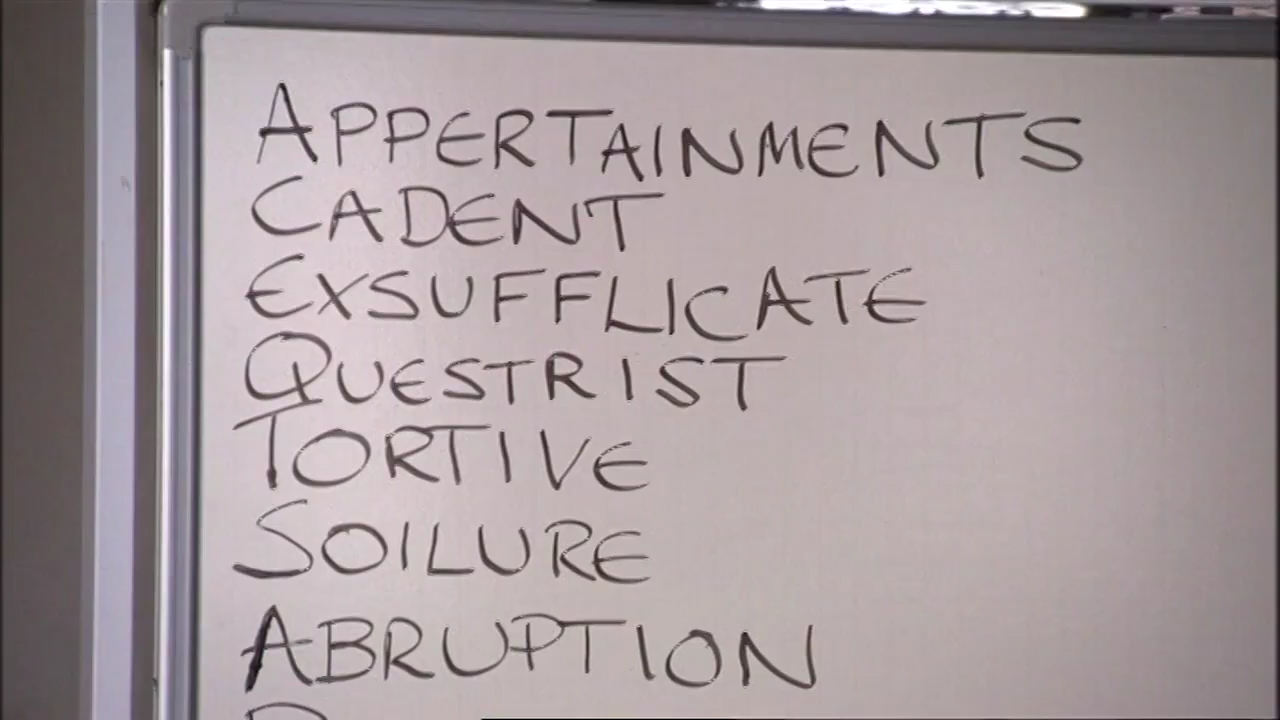 APPERTAINMENTS
CADENT
EXSUFFLICATE
QUESTRIST
TORTIVE
SOILURE
ABRUPTION